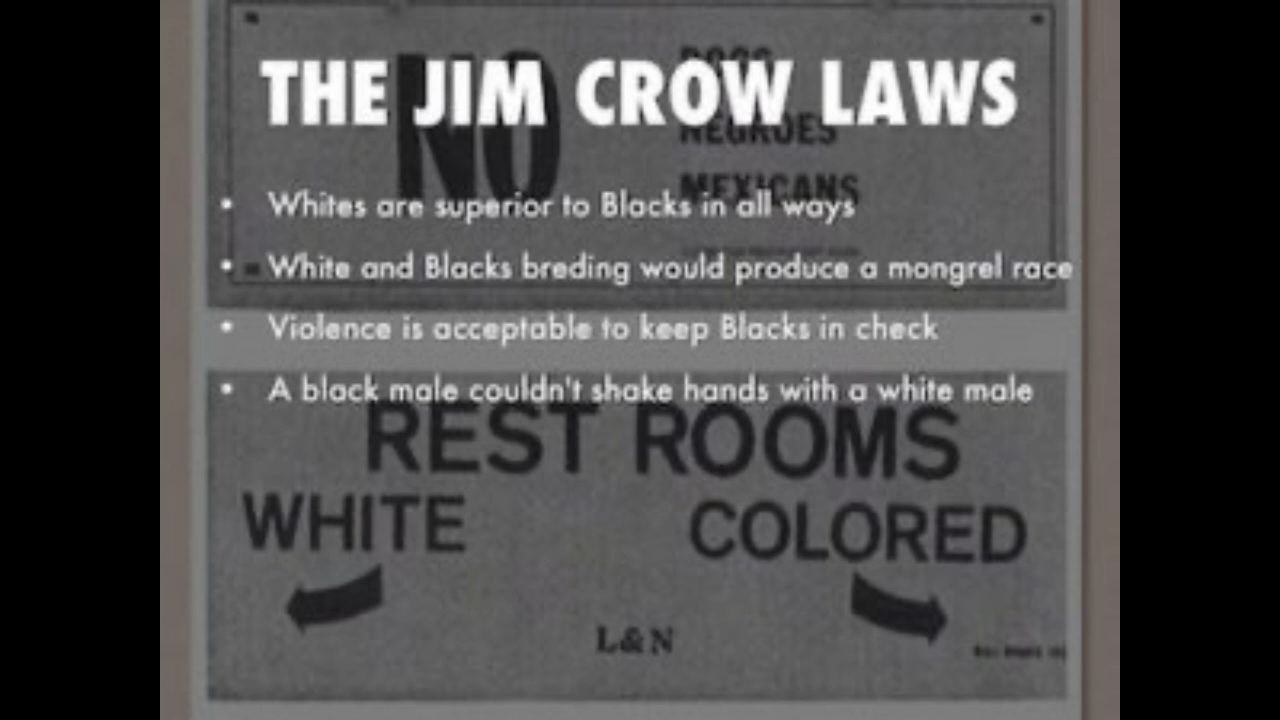 NO
DOGS
NEGROES
MEXICANS
THE JIM CROW LAWS
• Whites are superior to Blacks in all ways
• White and Blacks breding would produce a mongrel race
• Violence is acceptable to keep Blacks in check
• A black male couldn't shake hands with a white male
REST ROOMS
WHITE
COLORED
L&N